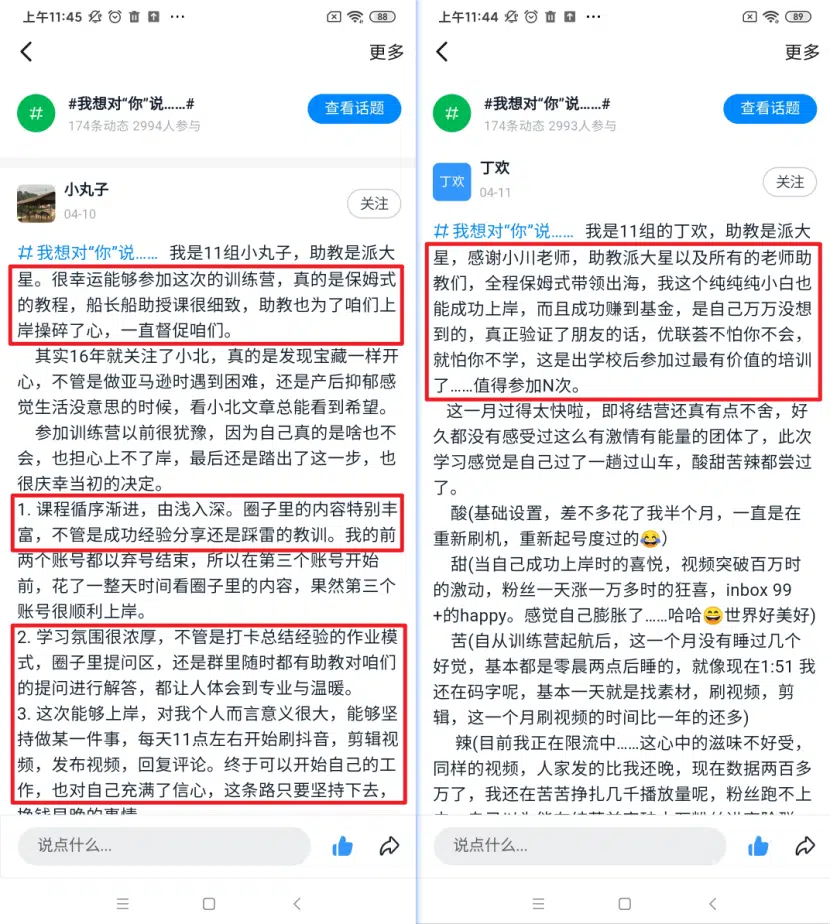 上午11:45
88
更多
#我想对“你”说……#
174条动态 2994人参与
查看话题
小丸子
04-10
关注
#我想对“你”说…… 我是11组小丸子，助教是派大
星。很幸运能够参加这次的训练营，真的是保姆式
的教程，船长船助授课很细致，助教也为了咱们上
岸操碎了心，一直督促咱们。
其实16年就关注了小北，真的是发现宝藏一样开
心，不管是做亚马逊时遇到困难，还是产后抑郁感
觉生活没意思的时候，看小北文章总能看到希望。
参加训练营以前很犹豫，因为自己真的是啥也不
会，也担心上不了岸，最后还是踏出了这一步，也
很庆幸当初的决定。
1. 课程循序渐进，由浅入深。圈子里的内容特别丰
富，不管是成功经验分享还是踩雷的教训。我的前
两个账号都以弃号结束，所以在第三个账号开始
前，花了一整天时间看圈子里的内容，果然第三个
账号很顺利上岸。
2. 学习氛围很浓厚，不管是打卡总结经验的作业模
式，圈子里提问区，还是群里随时都有助教对咱们
的提问进行解答，都让人体会到专业与温暖。
3. 这次能够上岸，对我个人而言意义很大，能够坚
持做某一件事，每天11点左右开始刷抖音，剪辑视
频，发布视频，回复评论。终于可以开始自己的工
作，也对自己充满了信心，这条路只要坚持下去，
挣钱是晚的事情
说点什么...
上午11:44
89
更多
#我想对“你”说……#
174条动态 2993人参与
查看话题
丁欢
丁欢
04-11
关注
#我想对“你”说…… 我是11组的丁欢，助教是派大
星，感谢小川老师，助教派大星以及所有的老师助
教们，全程保姆式带领出海，我这个纯纯纯小白也
能成功上岸，而且成功赚到基金，是自己万万没想
到的，真正验证了朋友的话，优联荟不怕你不会，
就怕你不学，这是出学校后参加过最有价值的培训
了……值得参加N次。
这一月过得太快啦，即将结营还真有点不舍，好
久都没有感受过这么有激情有能量的团体了，此次
学习感觉是自己过了一趟过山车，酸甜苦辣都尝过
了。
酸(基础设置，差不多花了我半个月，一直是在
重新刷机，重新起号度过的😂）
甜(当自己成功上岸时的喜悦，视频突破百万时
的激动，粉丝一天涨一万多时的狂喜，inbox 99
+的happy。感觉自己膨胀了……哈哈😄世界好美好)
苦(自从训练营起航后，这一个月没有睡过几个
好觉，基本都是零晨两点后睡的，就像现在1:51 我
还在码字呢，基本一天就是找素材，刷视频，剪
辑，这一个月刷视频的时间比一年的还多)
辣(目前我正在限流中……这心中的滋味不好受，
同样的视频，人家发的比我还晚，现在数据两百多
万了，我还在苦苦挣扎几千播放量呢，粉丝跑不上
说点什么...